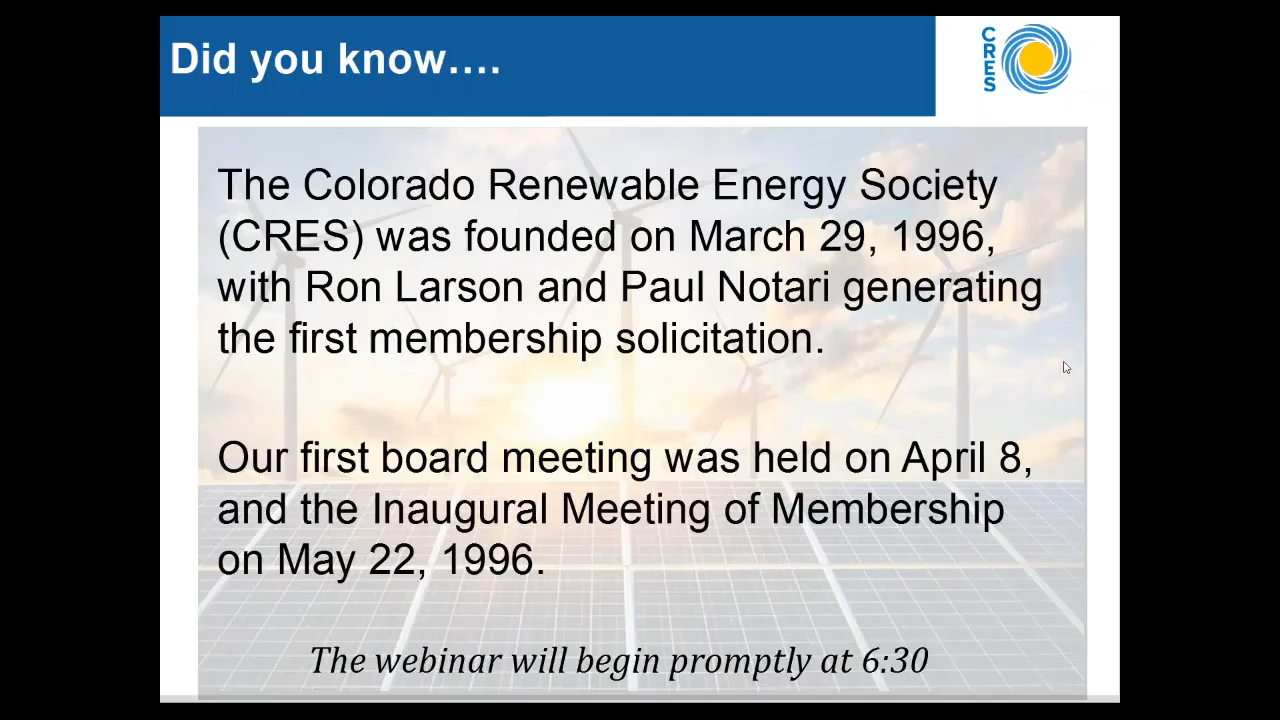 Did you know....
CRES
The Colorado Renewable Energy Society
(CRES) was founded on March 29, 1996,
with Ron Larson and Paul Notari generating
the first membership solicitation.
Our first board meeting was held on April 8,
and the Inaugural Meeting of Membership
on May 22, 1996.
The webinar will begin promptly at 6:30